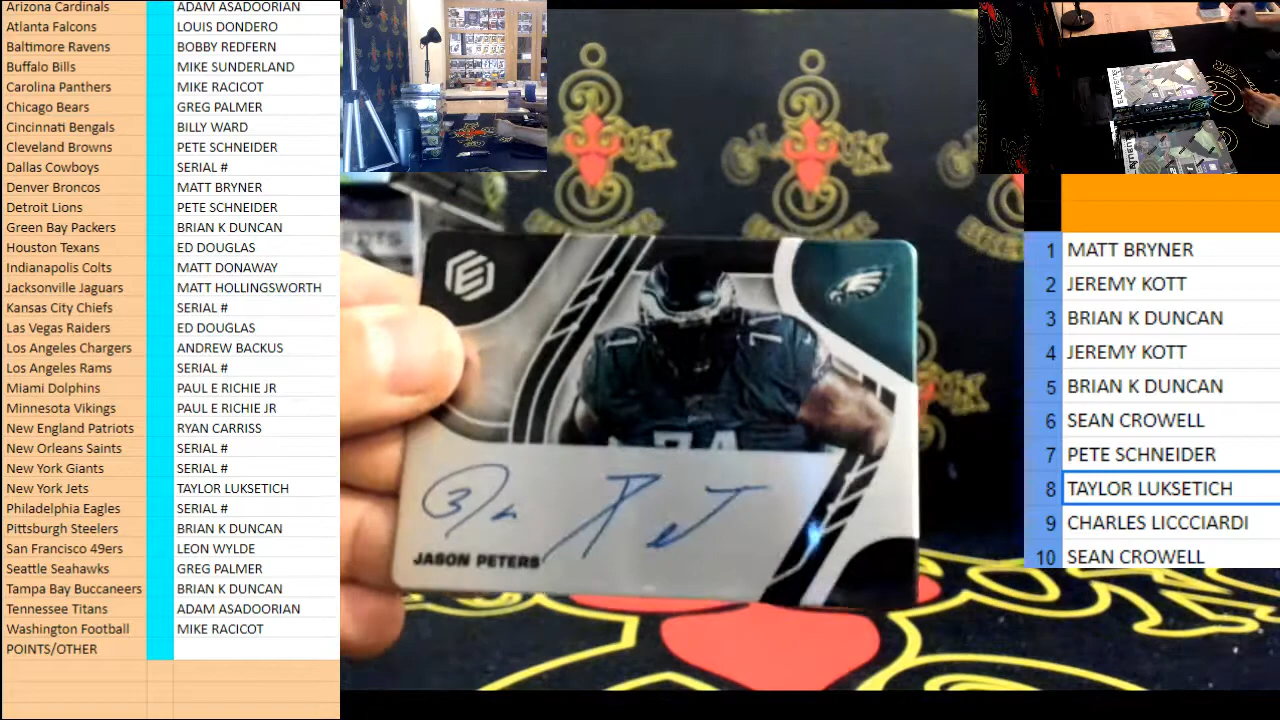 Arizona Cardinals ADAM ASADOORIAN
Atlanta Falcons LOUIS DONDERO
Baltimore Ravens BOBBY REDFERN
Buffalo Bills MIKE SUNDERLAND
Carolina Panthers MIKE RACICOT
Chicago Bears GREG PALMER
Cincinnati Bengals BILLY WARD
Cleveland Browns PETE SCHNEIDER
Dallas Cowboys SERIAL #
Denver Broncos MATT BRYNER
Detroit Lions PETE SCHNEIDER
Green Bay Packers BRIAN K DUNCAN
Houston Texans ED DOUGLAS
Indianapolis Colts MATT DONAWAY
Jacksonville Jaguars MATT HOLLINGSWORTH
Kansas City Chiefs SERIAL #
Las Vegas Raiders ED DOUGLAS
Los Angeles Chargers ANDREW BACKUS
Los Angeles Rams SERIAL #
Miami Dolphins PAUL E RICHIE JR
Minnesota Vikings PAUL E RICHIE JR
New England Patriots RYAN CARRISS
New Orleans Saints SERIAL #
New York Giants SERIAL #
New York Jets TAYLOR LUKSETICH
Philadelphia Eagles SERIAL #
Pittsburgh Steelers BRIAN K DUNCAN
San Francisco 49ers LEON WYLDE
Seattle Seahawks GREG PALMER
Tampa Bay Buccaneers BRIAN K DUNCAN
Tennessee Titans ADAM ASADOORIAN
Washington Football MIKE RACICOT
POINTS/OTHER
JASON PETERS
1 MATT BRYNER
2 JEREMY KOTT
3 BRIAN K DUNCAN
4 JEREMY KOTT
5 BRIAN K DUNCAN
6 SEAN CROWELL
7 PETE SCHNEIDER
8 TAYLOR LUKSETICH
9 CHARLES LICCCIARDI
10 SEAN CROWELL